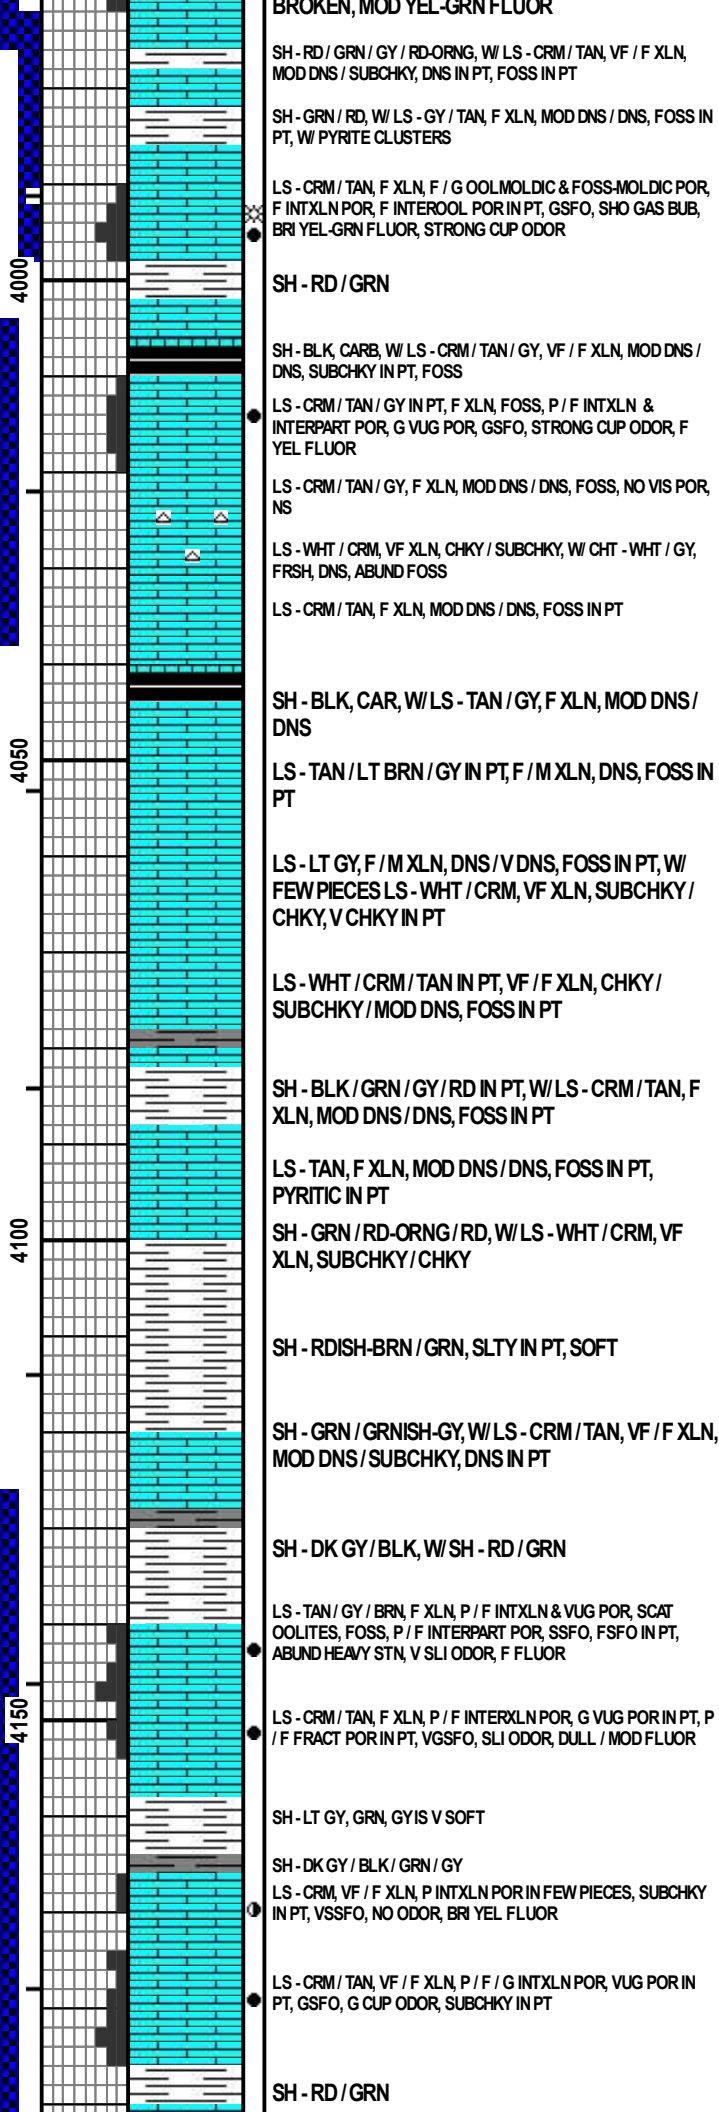 BROKEN, MOD YEL-GRN FLUOR
SH - RD / GRN / GY / RD-ORNG, W/ LS - CRM / TAN, VF / F XLN,
MOD DNS / SUBCHKY, DNS IN PT, FOSS IN PT
SH - GRN / RD, W/ LS - GY / TAN, F XLN, MOD DNS / DNS, FOSS IN
PT, W/ PYRITE CLUSTERS
LS - CRM / TAN, F XLN, F / G OOLMOLDIC & FOSS-MOLDIC POR,
F INTXLN POR, F INTEROOL POR IN PT, GSFO, SHO GAS BUB,
BRI YEL-GRN FLUOR, STRONG CUP ODOR
4000
SH - RD / GRN
SH - BLK, CARB, W/ LS - CRM / TAN / GY, VF / F XLN, MOD DNS /
DNS, SUBCHKY IN PT, FOSS
LS - CRM / TAN / GY IN PT, F XLN, FOSS, P / F INTXLN &
INTERPART POR, G VUG POR, GSFO, STRONG CUP ODOR, F
YEL FLUOR
LS - CRM / TAN / GY, F XLN, MOD DNS / DNS, FOSS, NO VIS POR,
NS
LS - WHT / CRM, VF XLN, CHKY / SUBCHKY, W/ CHT - WHT / GY,
FRSH, DNS, ABUND FOSS
LS - CRM / TAN, F XLN, MOD DNS / DNS, FOSS IN PT
SH - BLK, CAR, W/ LS - TAN / GY, F XLN, MOD DNS /
DNS
4050
LS - TAN / LT BRN / GY IN PT, F / M XLN, DNS, FOSS IN
PT
LS - LT GY, F / M XLN, DNS / V DNS, FOSS IN PT, W/
FEW PIECES LS - WHT / CRM, VF XLN, SUBCHKY /
CHKY, V CHKY IN PT
LS - WHT / CRM / TAN IN PT, VF / F XLN, CHKY /
SUBCHKY / MOD DNS, FOSS IN PT
SH - BLK / GRN / GY / RD IN PT, W/ LS - CRM / TAN, F
XLN, MOD DNS / DNS, FOSS IN PT
LS - TAN, F XLN, MOD DNS / DNS, FOSS IN PT,
PYRITIC IN PT
4100
SH - GRN / RD-ORNG / RD, W/ LS - WHT / CRM, VF
XLN, SUBCHKY / CHKY
SH - RDISH-BRN / GRN, SLTY IN PT, SOFT
SH - GRN / GRNISH-GY, W/ LS - CRM / TAN, VF / F XLN,
MOD DNS / SUBCHKY, DNS IN PT
SH - DK GY / BLK, W/ SH - RD / GRN
LS - TAN / GY / BRN, F XLN, P / F INTXLN & VUG POR, SCAT
OOLITES, FOSS, P / F INTERPART POR, SSFO, FSFO IN PT,
ABUND HEAVY STN, V SLI ODOR, F FLUOR
4150
LS - CRM / TAN, F XLN, P / F INTERXLN POR, G VUG POR IN PT, P
/ F FRACT POR IN PT, VGSFO, SLI ODOR, DULL / MOD FLUOR
SH - LT GY, GRN, GY IS V SOFT
SH - DK GY / BLK / GRN / GY
LS - CRM, VF / F XLN, P INTXLN POR IN FEW PIECES, SUBCHKY
IN PT, VSSFO, NO ODOR, BRI YEL FLUOR
LS - CRM / TAN, VF / F XLN, P / F / G INTXLN POR, VUG POR IN
PT, GSFO, G CUP ODOR, SUBCHKY IN PT
SH - RD / GRN